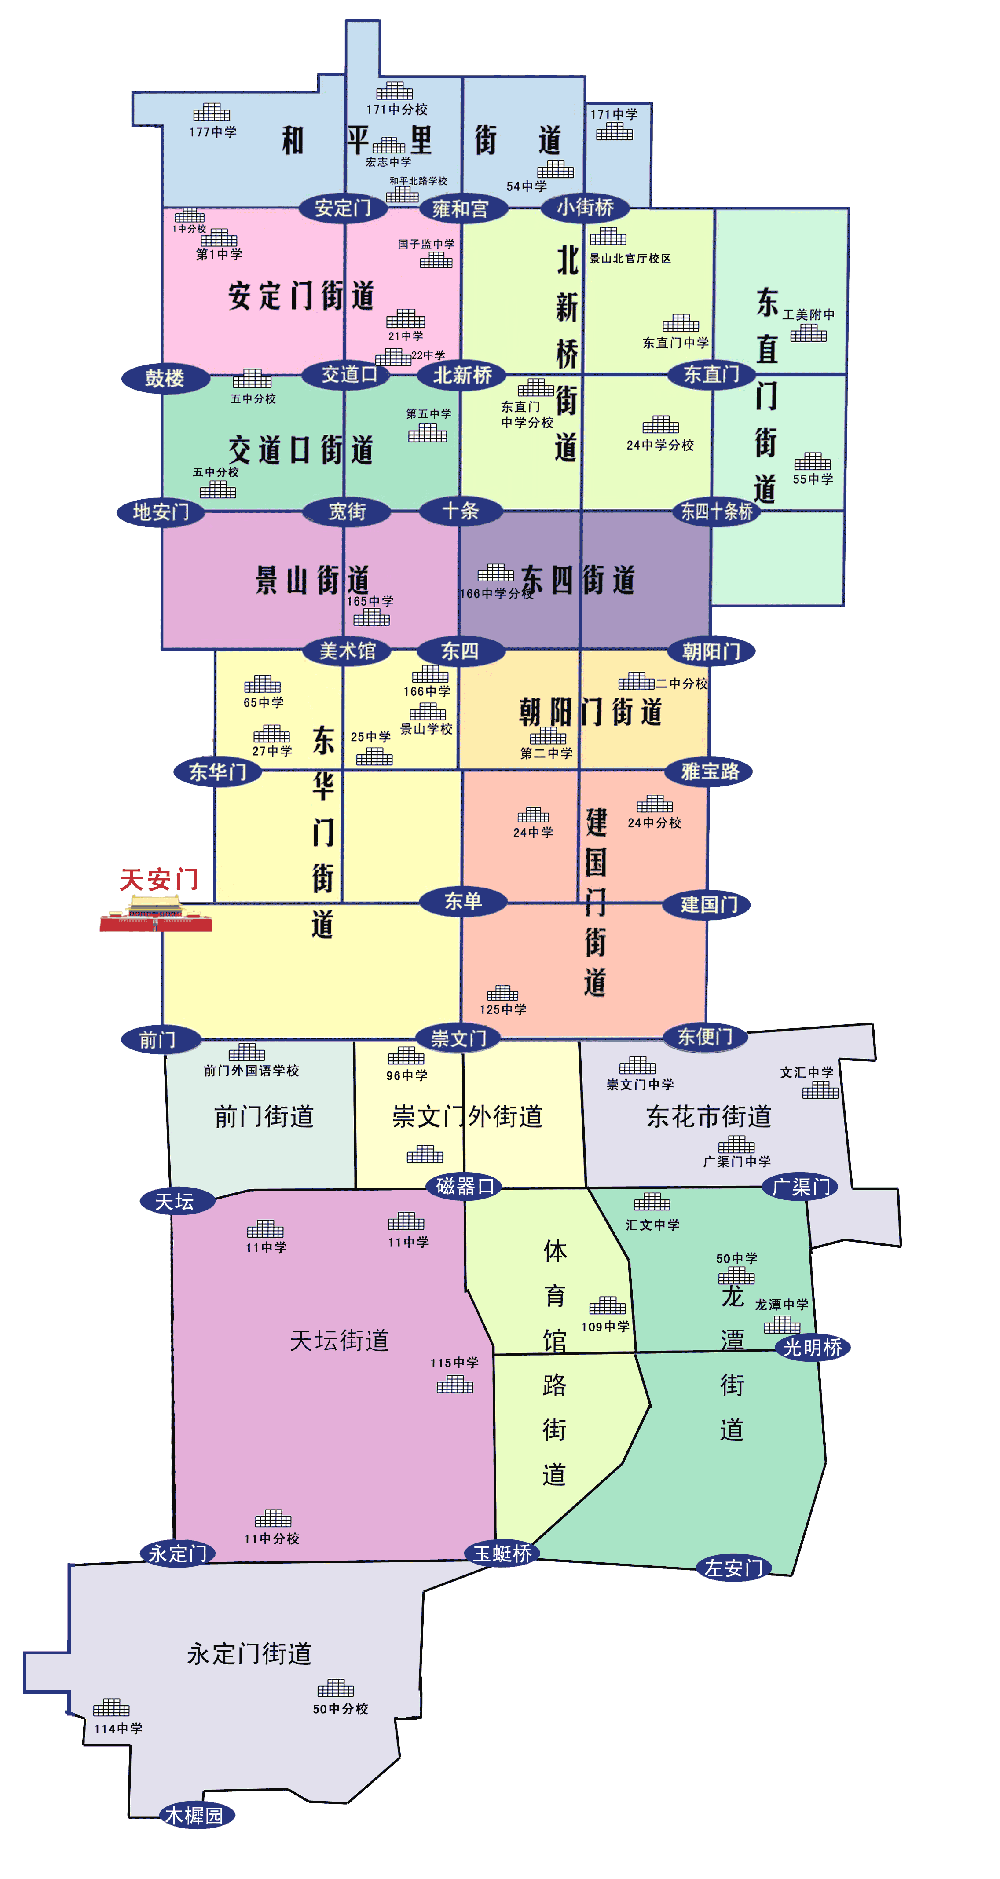 171中分校
177中学
171中学
和平里街道
宏志中学
和平北路学校
54中学
安定门
雍和宫
小街桥
1中分校
第1中学
国子监中学
景山北官厅校区
安定门街道
北新桥街道
东直门街道
工美附中
21中学
22中学
东直门中学
鼓楼
交道口
北新桥
东直门
五中分校
第五中学
东直门
中学分校
24中学分校
交道口街道
五中分校
55中学
地安门
宽街
十条
东四十条桥
景山街道
165中学
166中学分校
东四街道
美术馆
东四
朝阳门
65中学
166中学
二中分校
景山学校
朝阳门街道
27中学
25中学
第二中学
东华门街道
东华门
雅宝路
24中学
24中分校
建国门街道
天安门
东单
建国门
125中学
前门
崇文门
东便门
前门外国语学校
96中学
崇文门中学
文汇中学
前门街道
崇文门外街道
东花市街道
广渠门中学
天坛
磁器口
广渠门
11中学
11中学
汇文中学
体育馆路街道
50中学
龙潭街道
龙潭中学
109中学
天坛街道
光明桥
115中学
11中分校
永定门
玉蜓桥
左安门
永定门街道
50中分校
114中学
木樨园